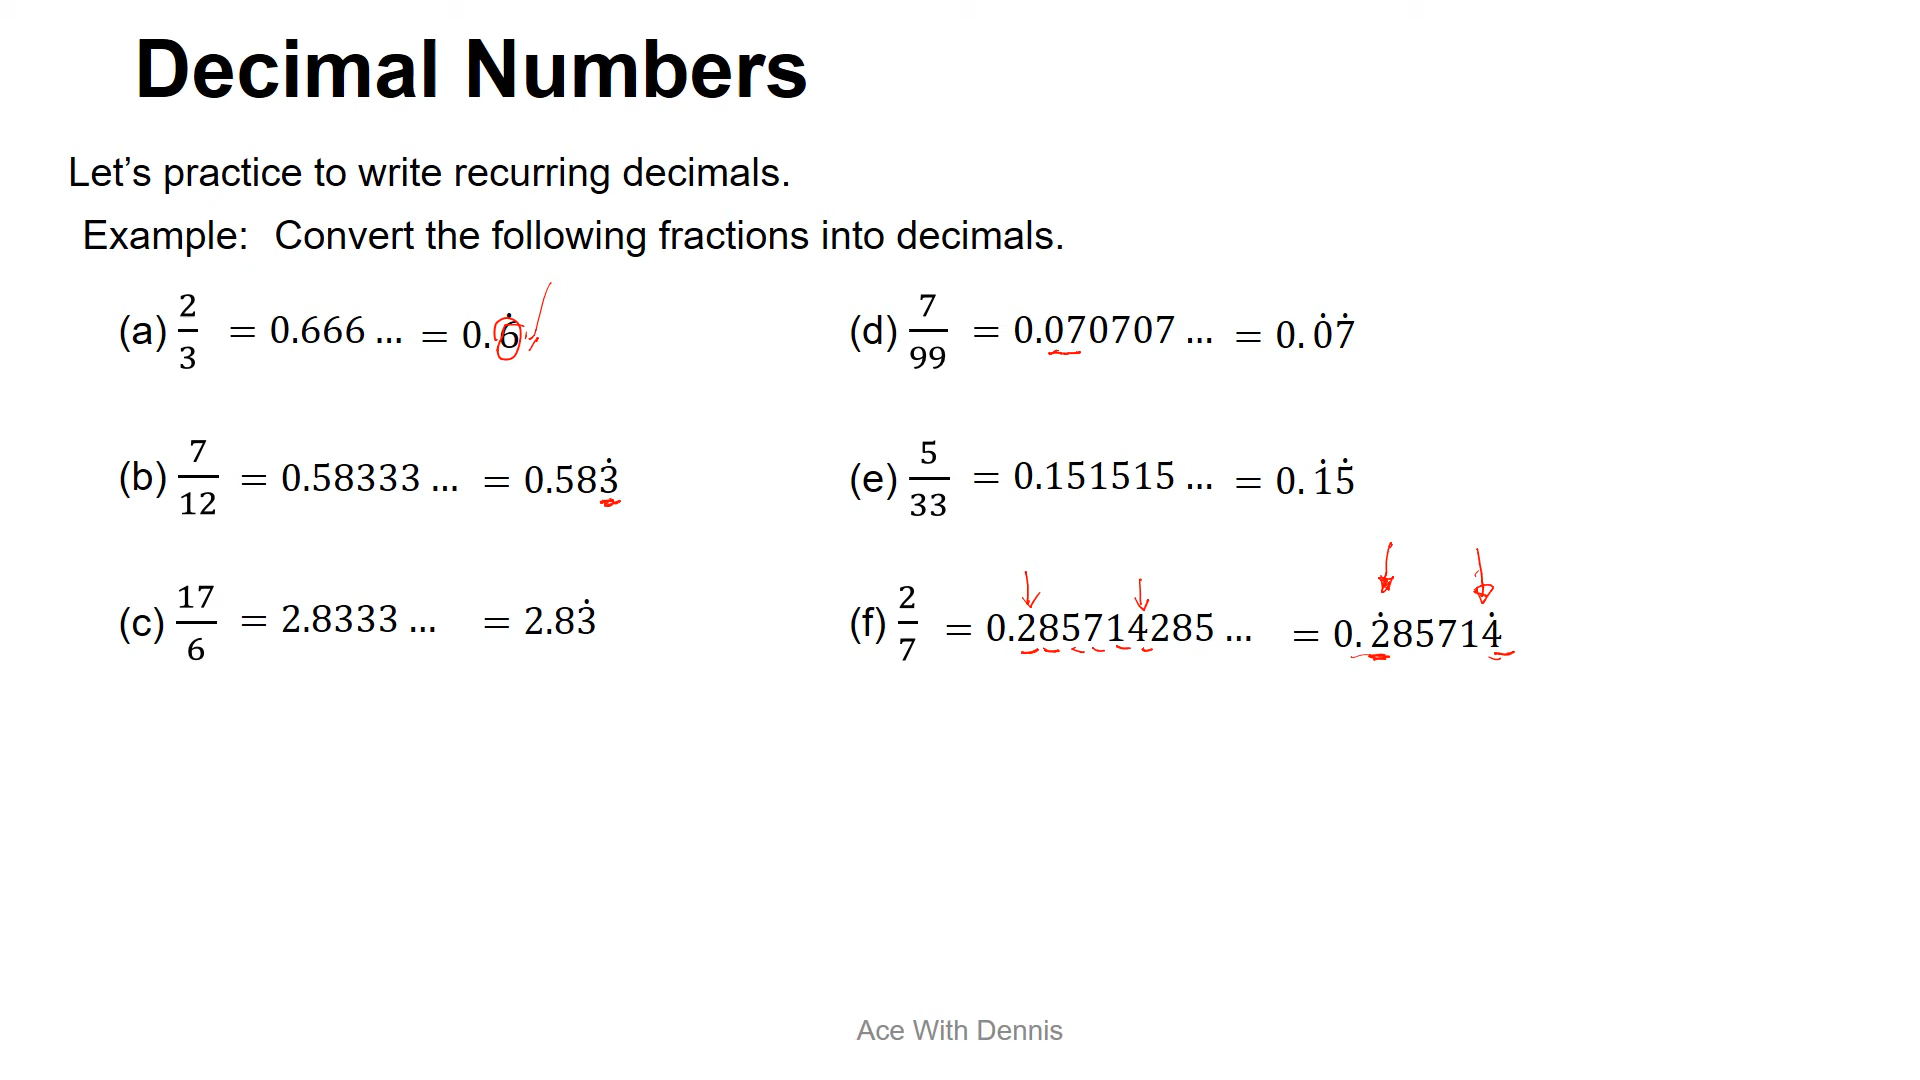 Decimal Numbers
Let's practice to write recurring decimals.
Example: Convert the following fractions into decimals.
(a) 2/3 = 0.666 ... = 0.6̇
(b) 7/12 = 0.58333 ... = 0.583̇
(c) 17/6 = 2.8333 ... = 2.83̇
(d) 7/99 = 0.070707 ... = 0.0̇7̇
(e) 5/33 = 0.151515 ... = 0.1̇5̇
(f) 2/7 = 0.285714285 ... = 0.2̇85714̇
Ace With Dennis